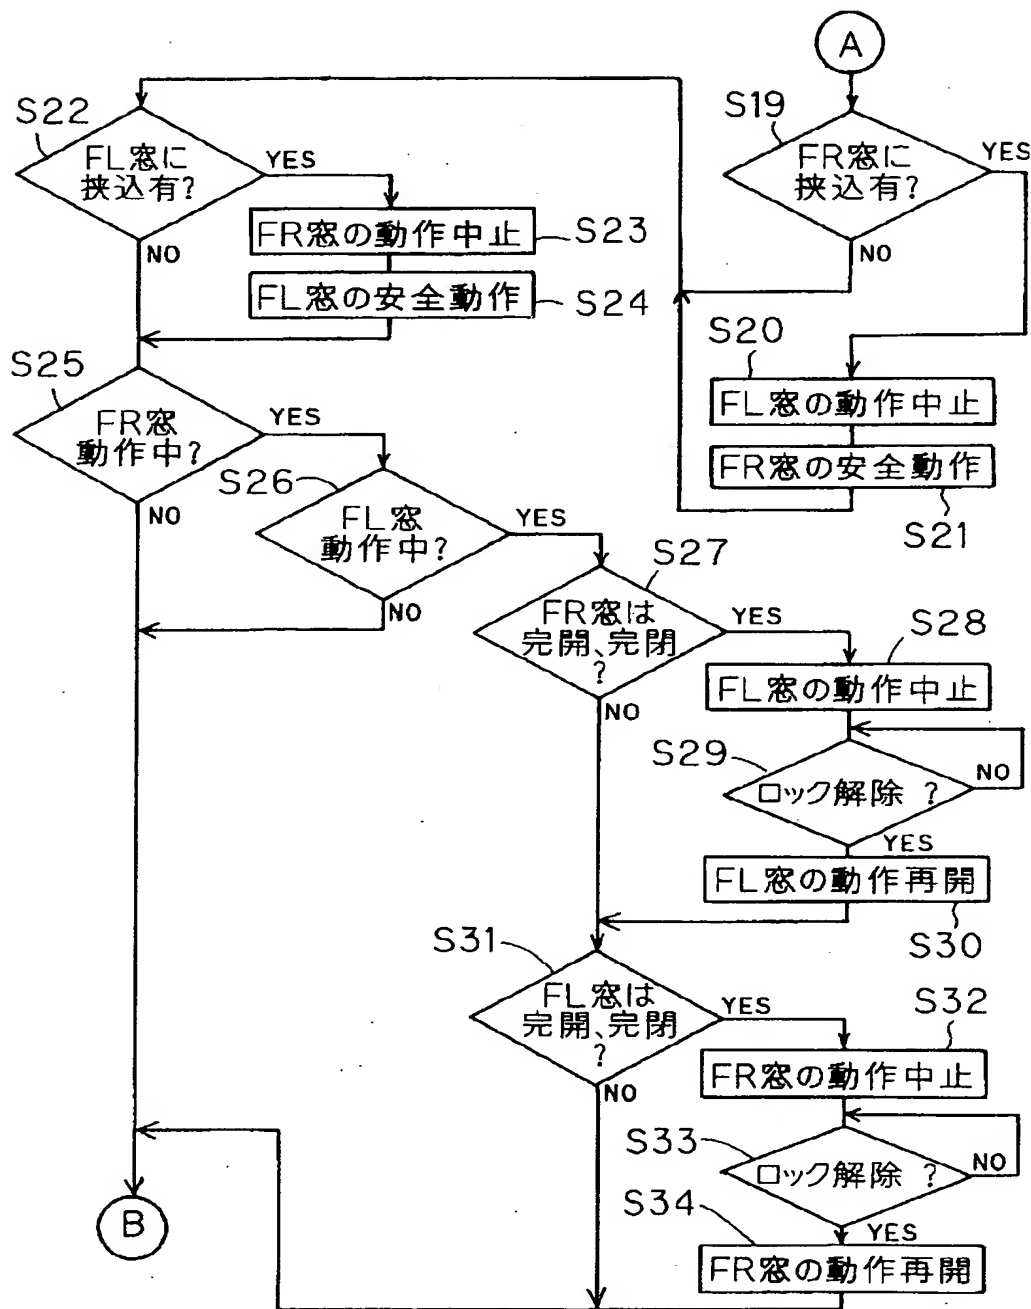 A
S19
FR窓に
挟込有?
YES
NO
S20
FL窓の動作中止
FR窓の安全動作
S21
S22
FL窓に
挟込有?
YES
NO
FR窓の動作中止
S23
FL窓の安全動作
S24
S25
FR窓
動作中?
YES
NO
S26
FL窓
動作中?
YES
NO
S27
FR窓は
完開、完閉
?
YES
NO
S28
FL窓の動作中止
S29
ロック解除 ?
NO
YES
FL窓の動作再開
S30
S31
FL窓は
完開、完閉
?
YES
NO
S32
FR窓の動作中止
S33
ロック解除 ?
NO
YES
S34
FR窓の動作再開
B